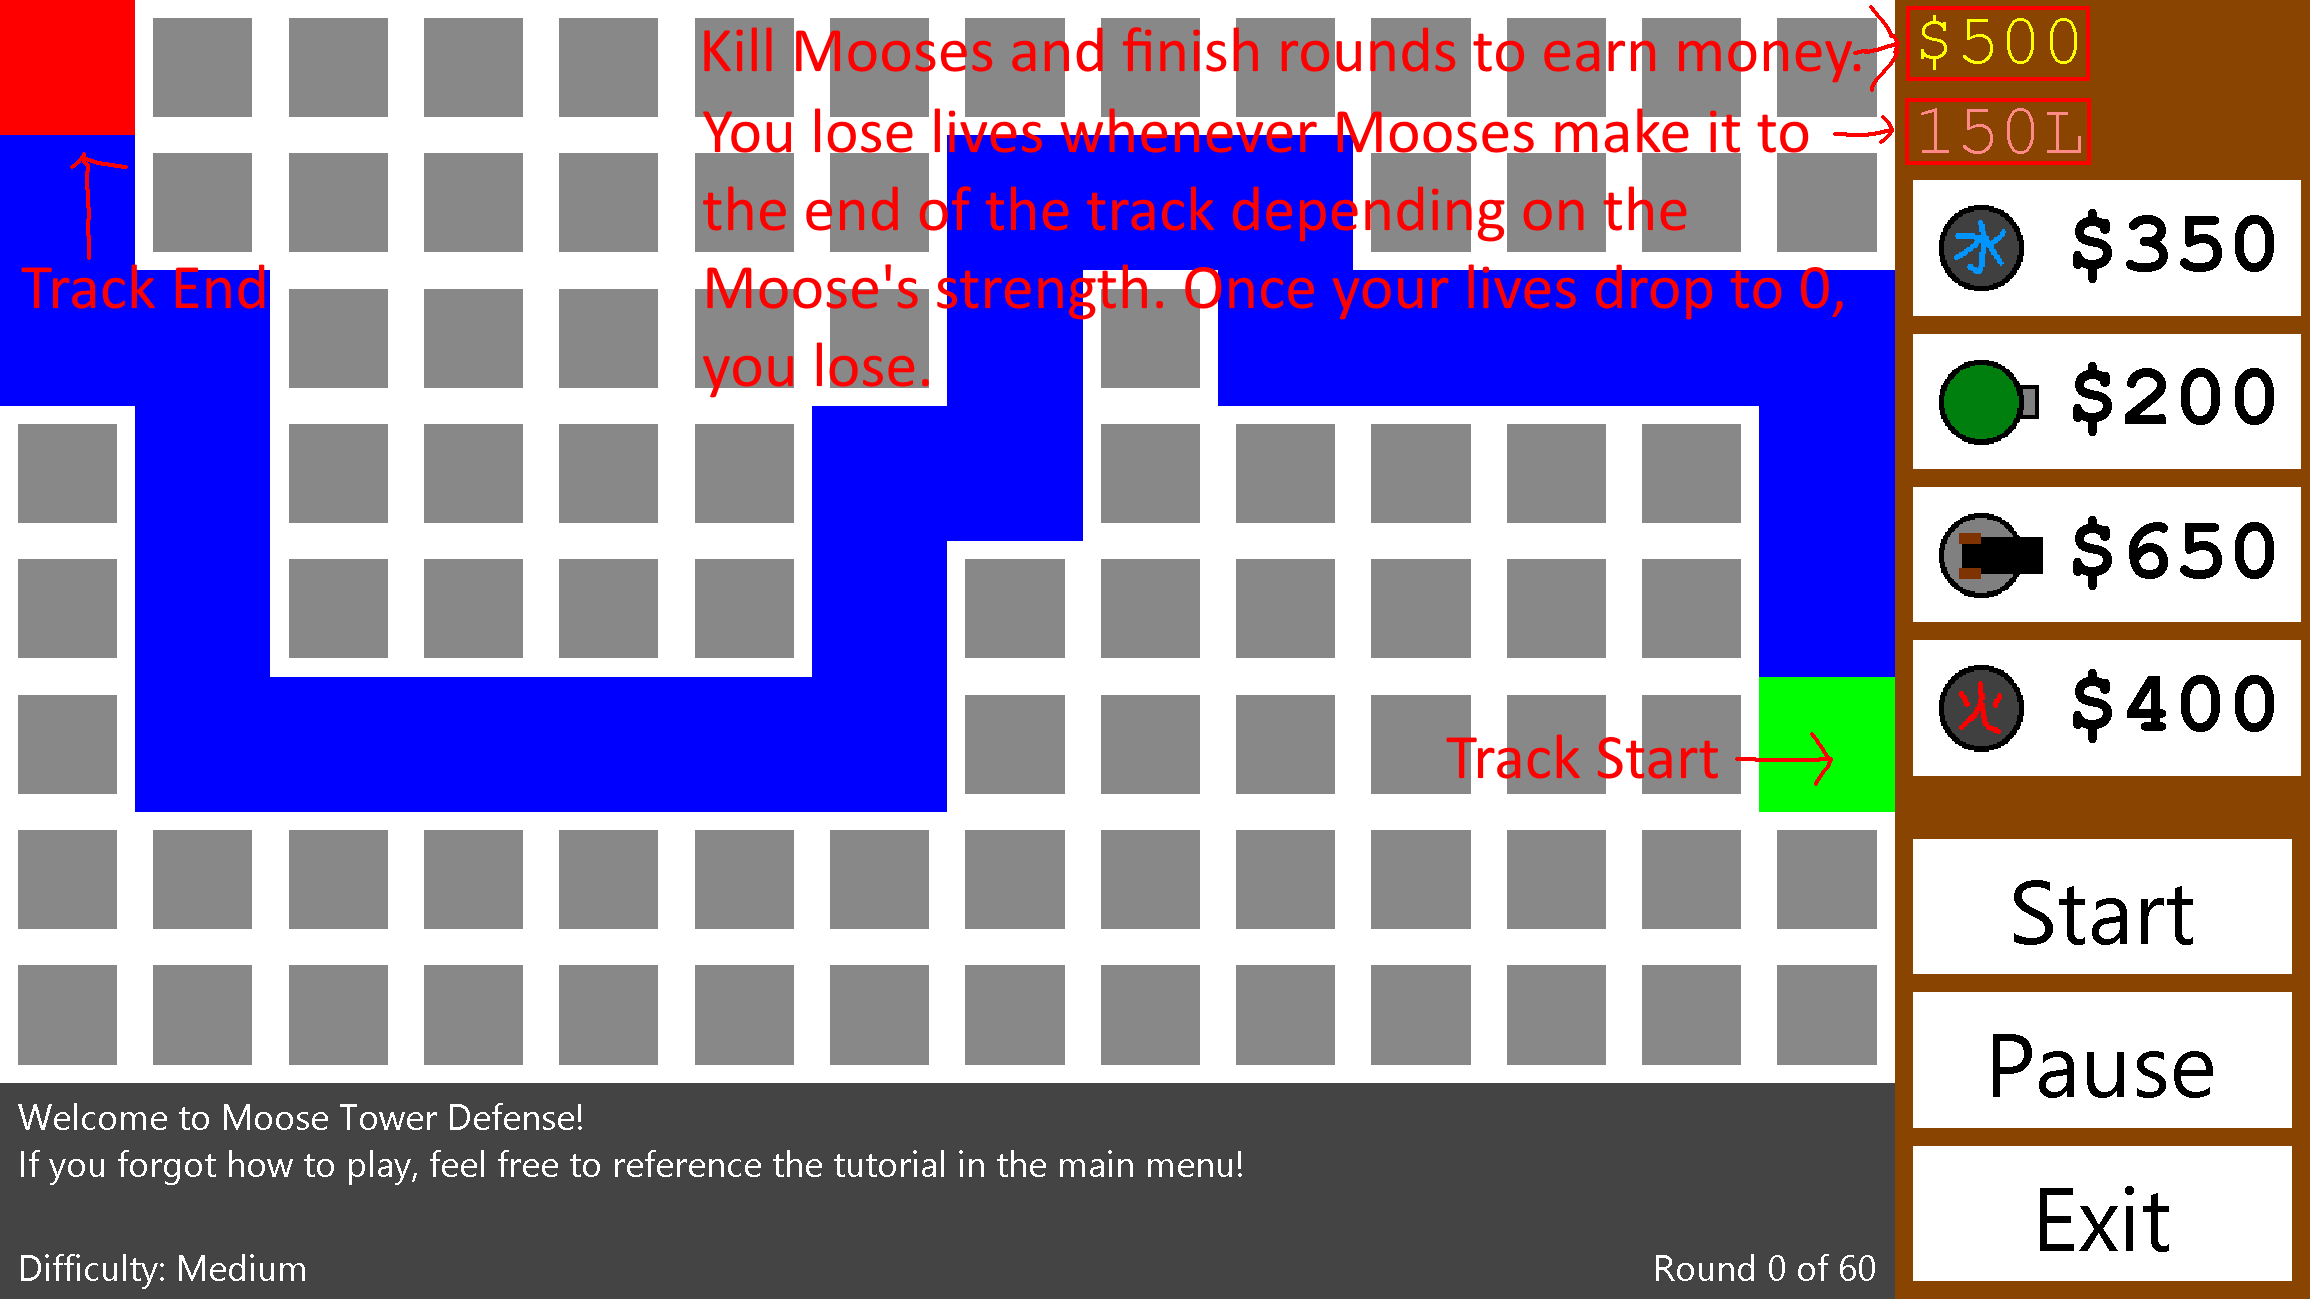 Kill Mooses and finish rounds to earn money.
You lose lives whenever Mooses make it to
the end of the track depending on the
Moose's strength. Once your lives drop to 0,
you lose.
Track End
Track Start
$500
150L
水 $350
$200
$650
火 $400
Start
Pause
Exit
Welcome to Moose Tower Defense!
If you forgot how to play, feel free to reference the tutorial in the main menu!
Difficulty: Medium
Round 0 of 60